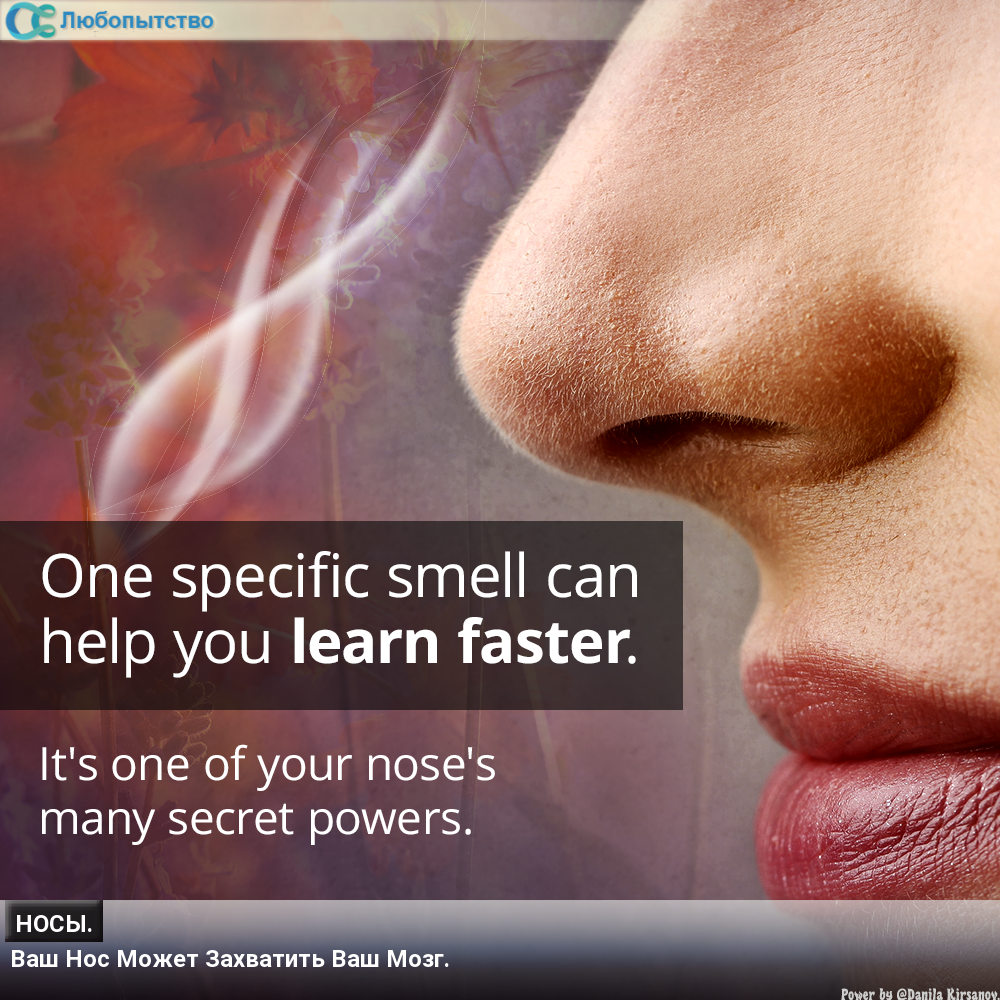 Любопытство
One specific smell can
help you learn faster.
It's one of your nose's
many secret powers.
НОСЫ.
Ваш Нос Может Захватить Ваш Мозг.
Power by @Danila Kirsanov